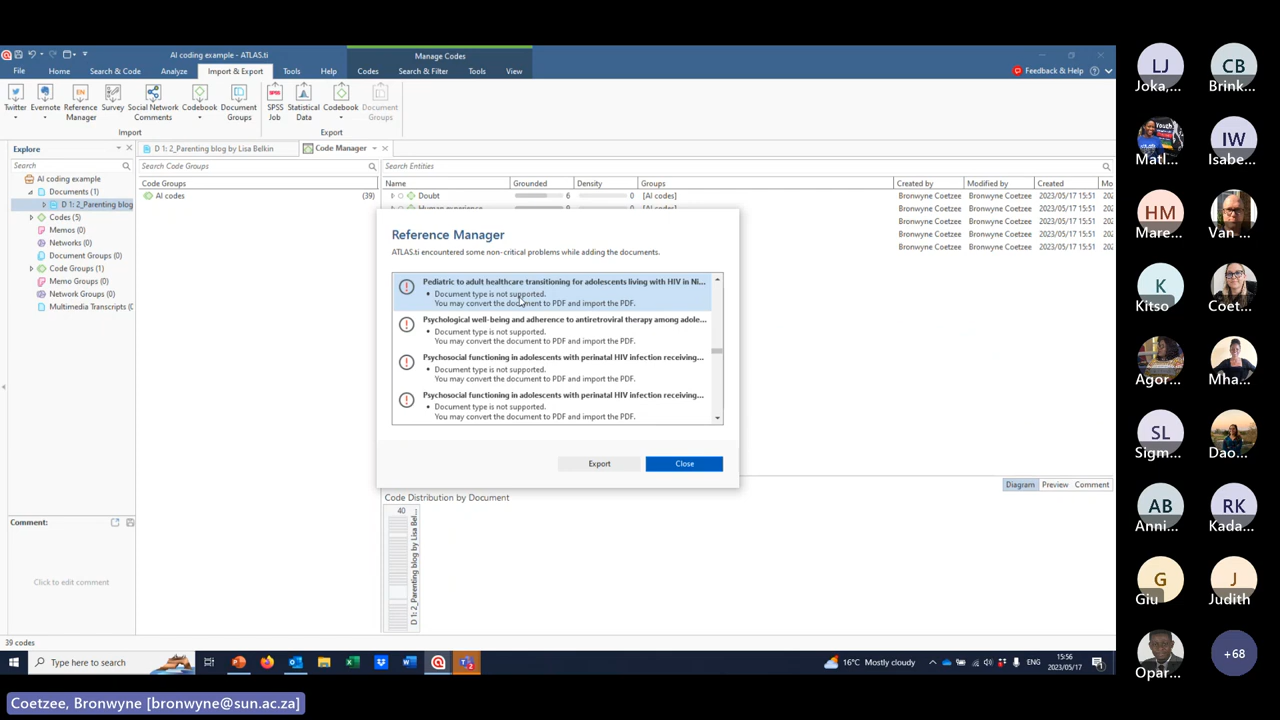 AI coding example - ATLAS.ti
Manage Codes
File
Home
Search & Code
Analyze
Import & Export
Tools
Help
Codes
Search & Filter
Tools
View
Feedback & Help
Twitter
Evernote
Reference
Manager
Survey
Social Network
Comments
Codebook
Document
Groups
SPSS
Job
Statistical
Data
Codebook
Document
Groups
Import
Export
Explore
D 1: 2_Parenting blog by Lisa Belkin
Code Manager
Search
Search Code Groups
Search Entities
AI coding example
Documents (1)
D 1: 2_Parenting blog
Codes (5)
Memos (0)
Networks (0)
Document Groups (0)
Code Groups (1)
Memo Groups (0)
Network Groups (0)
Multimedia Transcripts (0
Code Groups
AI codes
(39)
Name
Grounded
Density
Groups
Created by
Modified by
Created
Mo
Doubt
6
0
[AI codes]
Bronwyne Coetzee
Bronwyne Coetzee
2023/05/17 15:51
2023
Bronwyne Coetzee
Bronwyne Coetzee
2023/05/17 15:51
2023
Bronwyne Coetzee
Bronwyne Coetzee
2023/05/17 15:51
2023
Bronwyne Coetzee
Bronwyne Coetzee
2023/05/17 15:51
2023
Bronwyne Coetzee
Bronwyne Coetzee
2023/05/17 15:51
2023
Reference Manager
ATLAS.ti encountered some non-critical problems while adding the documents.
Pediatric to adult healthcare transitioning for adolescents living with HIV in Ni...
Document type is not supported.
You may convert the document to PDF and import the PDF.
Psychological well-being and adherence to antiretroviral therapy among adole...
Document type is not supported.
You may convert the document to PDF and import the PDF.
Psychosocial functioning in adolescents with perinatal HIV infection receiving...
Document type is not supported.
You may convert the document to PDF and import the PDF.
Psychosocial functioning in adolescents with perinatal HIV infection receiving...
Document type is not supported.
You may convert the document to PDF and import the PDF.
Export
Close
Diagram
Preview
Comment
Code Distribution by Document
40
D 1: 2_Parenting blog by Lisa Bel...
Comment:
Click to edit comment
39 codes
Type here to search
16°C Mostly cloudy
ENG
15:56
2023/05/17
Coetzee, Bronwyne [bronwyne@sun.ac.za]
LJ
Joka,...
CB
Brink...
Matl...
IW
Isabe...
HM
Mare...
Van ...
K
Kitso
Coet...
Agor...
Mha...
SL
Sigm...
Dao...
AB
Anni...
RK
Kada...
G
Giu
J
Judith
Opar...
+68